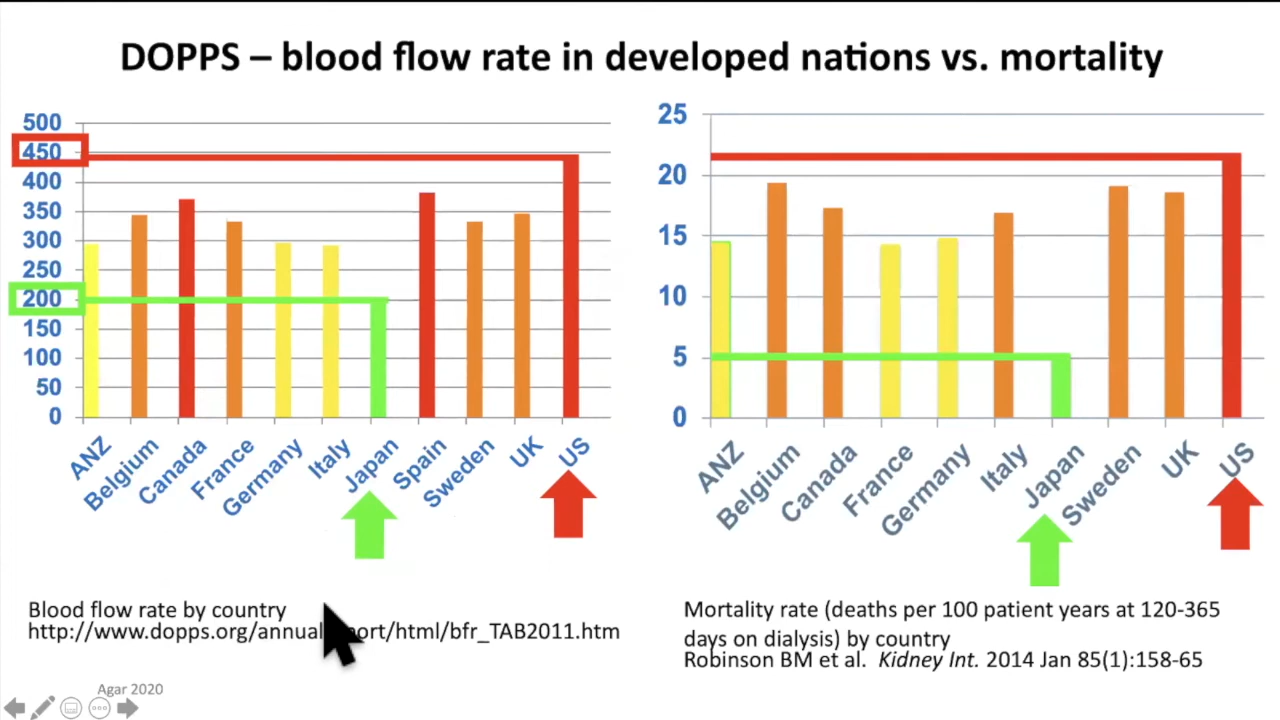 DOPPS – blood flow rate in developed nations vs. mortality
500
450
400
350
300
250
200
150
100
50
0
ANZ
Belgium
Canada
France
Germany
Italy
Japan
Spain
Sweden
UK
US
Blood flow rate by country
http://www.dopps.org/annual ort/html/bfr_TAB2011.htm
25
20
15
10
5
0
ANZ
Belgium
Canada
France
Germany
Italy
Japan
Sweden
UK
US
Mortality rate (deaths per 100 patient years at 120-365
days on dialysis) by country
Robinson BM et al. Kidney Int. 2014 Jan 85(1):158-65
Agar 2020